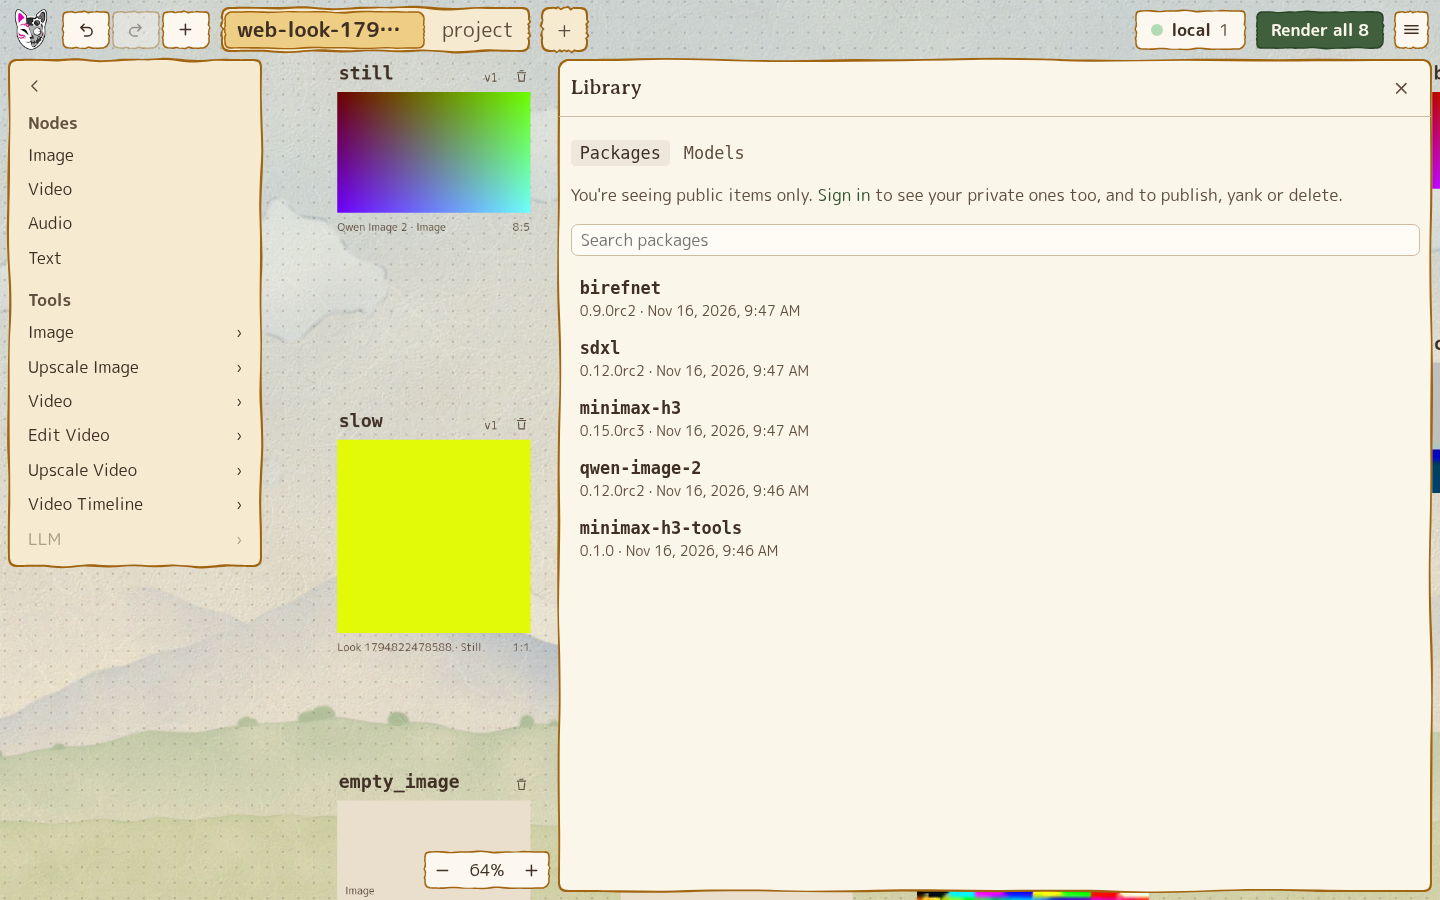 web-look-179···
project
local 1
Render all 8
Nodes
Image
Video
Audio
Text
Tools
Image
Upscale Image
Video
Edit Video
Upscale Video
Video Timeline
LLM
still
v1
Qwen Image 2 · Image
8:5
slow
v1
Look 1794822478588 · Still
1:1
empty_image
Image
64%
Library
Packages
Models
You're seeing public items only. Sign in to see your private ones too, and to publish, yank or delete.
Search packages
birefnet
0.9.0rc2 · Nov 16, 2026, 9:47 AM
sdxl
0.12.0rc2 · Nov 16, 2026, 9:47 AM
minimax-h3
0.15.0rc3 · Nov 16, 2026, 9:47 AM
qwen-image-2
0.12.0rc2 · Nov 16, 2026, 9:46 AM
minimax-h3-tools
0.1.0 · Nov 16, 2026, 9:46 AM